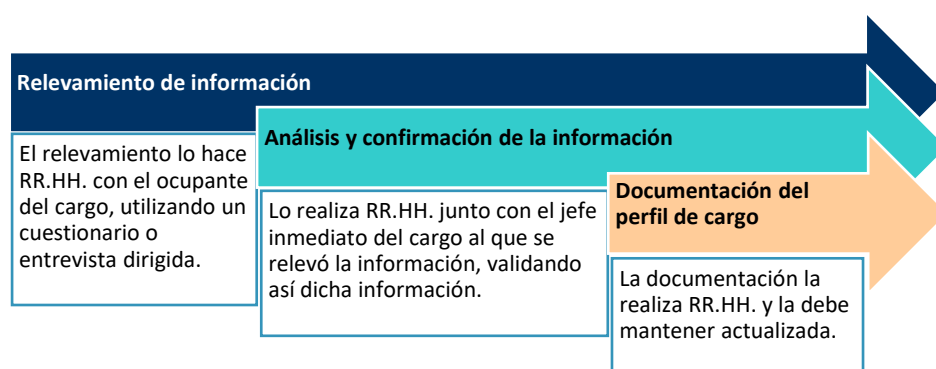 Relevamiento de información
El relevamiento lo hace
RR.HH. con el ocupante
del cargo, utilizando un
cuestionario o
entrevista dirigida.
Análisis y confirmación de la información
Lo realiza RR.HH. junto con el jefe
inmediato del cargo al que se
relevó la información, validando
así dicha información.
Documentación del
perfil de cargo
La documentación la
realiza RR.HH. y la debe
mantener actualizada.